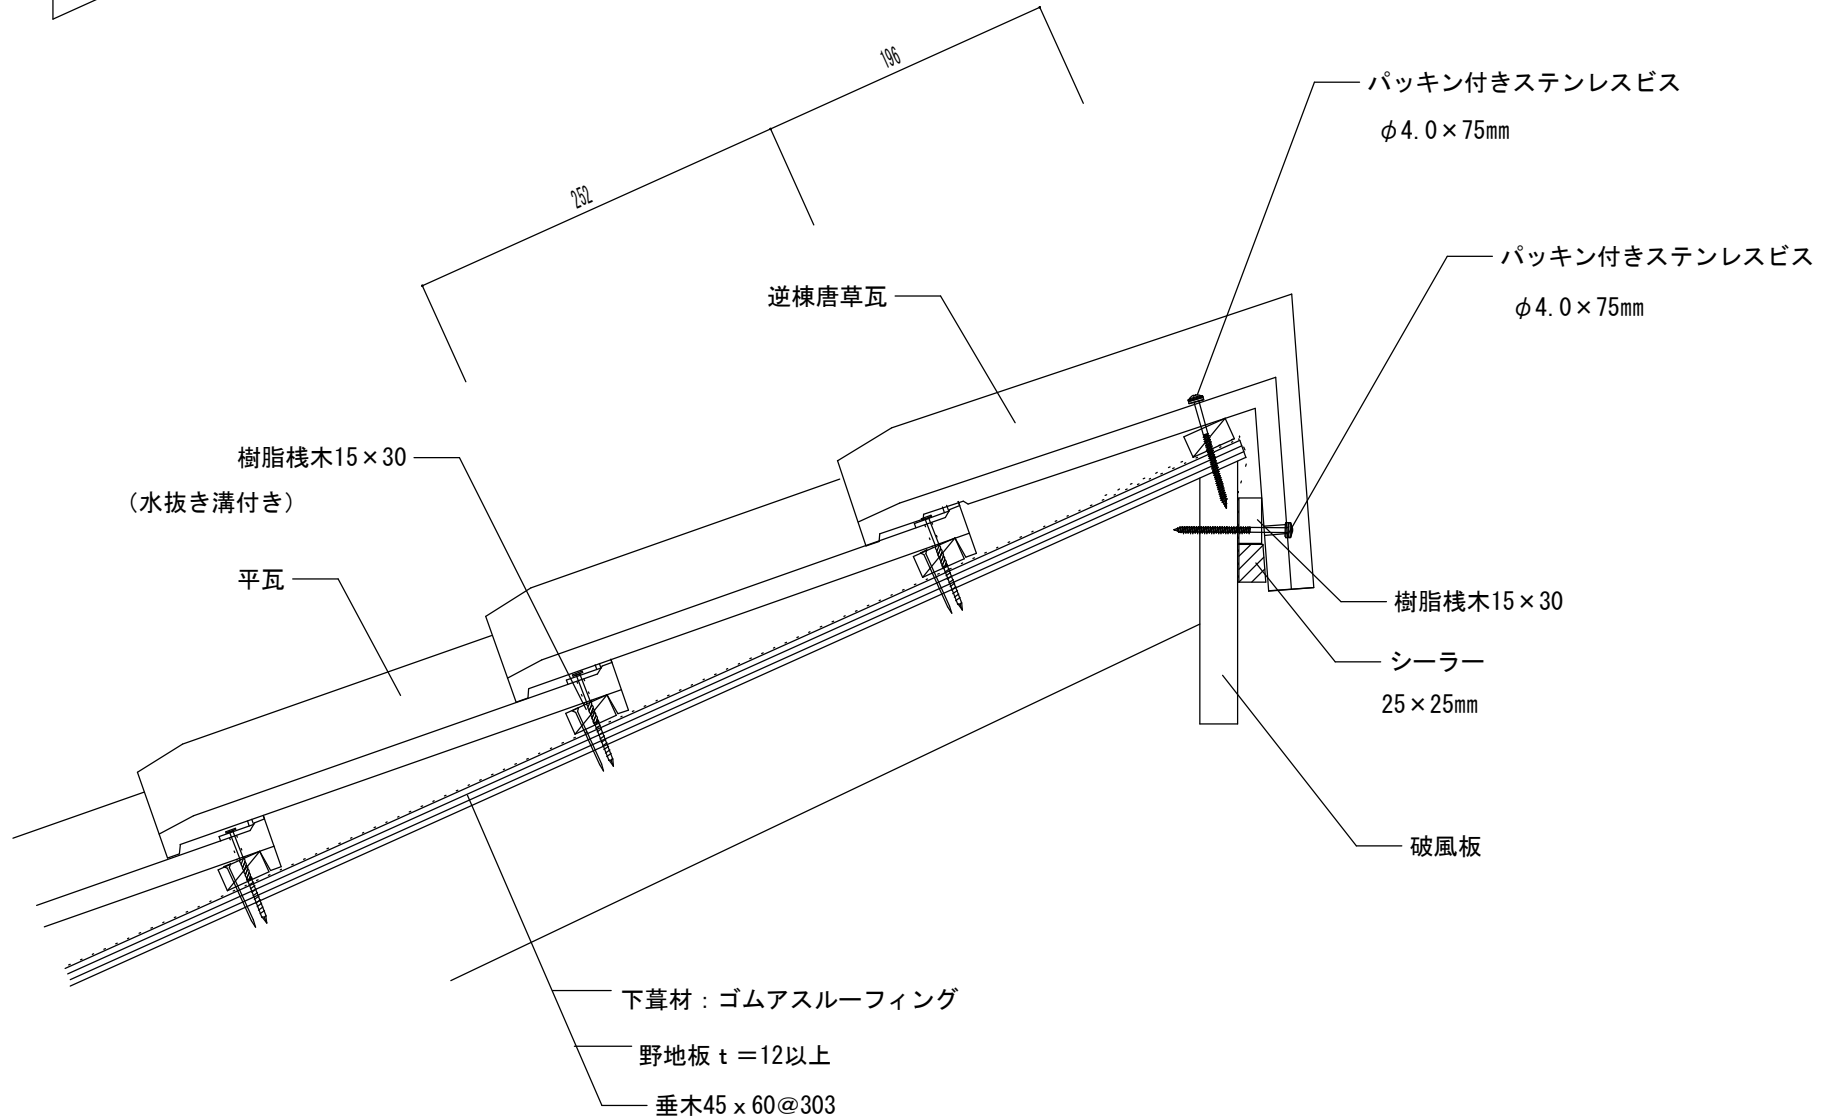 196
パッキン付きステンレスビス
φ4.0×75mm
252
パッキン付きステンレスビス
φ4.0×75mm
逆棟唐草瓦
樹脂桟木15×30
（水抜き溝付き）
平瓦
樹脂桟木15×30
シーラー
25×25mm
破風板
下葺材：ゴムアスルーフィング
野地板ｔ＝12以上
垂木45ｘ60@303